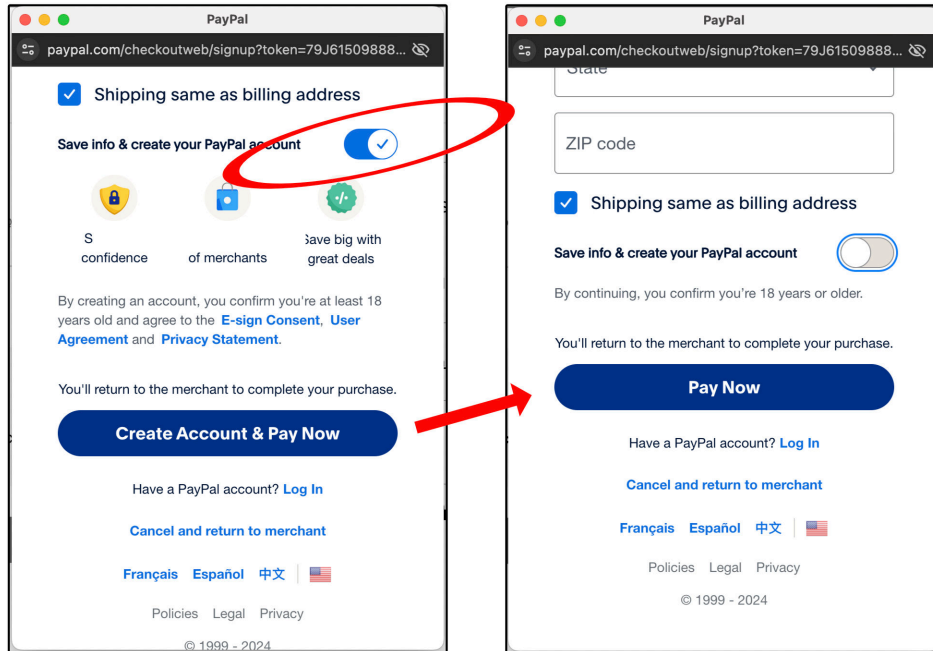 PayPal
paypal.com/checkoutweb/signup?token=79J61509888...
Shipping same as billing address
Save info & create your PayPal account
S
confidence
of merchants
Save big with
great deals
By creating an account, you confirm you're at least 18
years old and agree to the E-sign Consent, User
Agreement and Privacy Statement.
You'll return to the merchant to complete your purchase.
Create Account & Pay Now
Have a PayPal account? Log In
Cancel and return to merchant
Français Español 中文
Policies Legal Privacy
© 1999 - 2024
PayPal
paypal.com/checkoutweb/signup?token=79J61509888...
State
ZIP code
Shipping same as billing address
Save info & create your PayPal account
By continuing, you confirm you’re 18 years or older.
You'll return to the merchant to complete your purchase.
Pay Now
Have a PayPal account? Log In
Cancel and return to merchant
Français Español 中文
Policies Legal Privacy
© 1999 - 2024